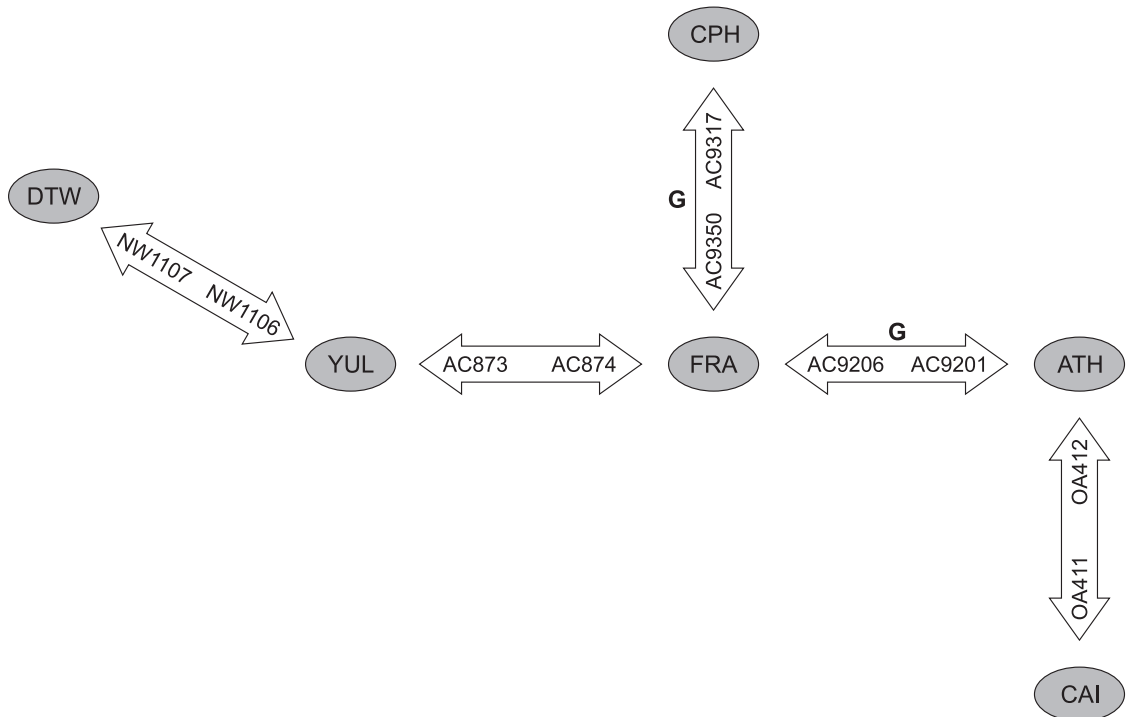 CPH
AC9317
G
AC9350
DTW
NW1107
NW1106
YUL
AC873
AC874
FRA
G
AC9206
AC9201
ATH
OA412
OA411
CAI